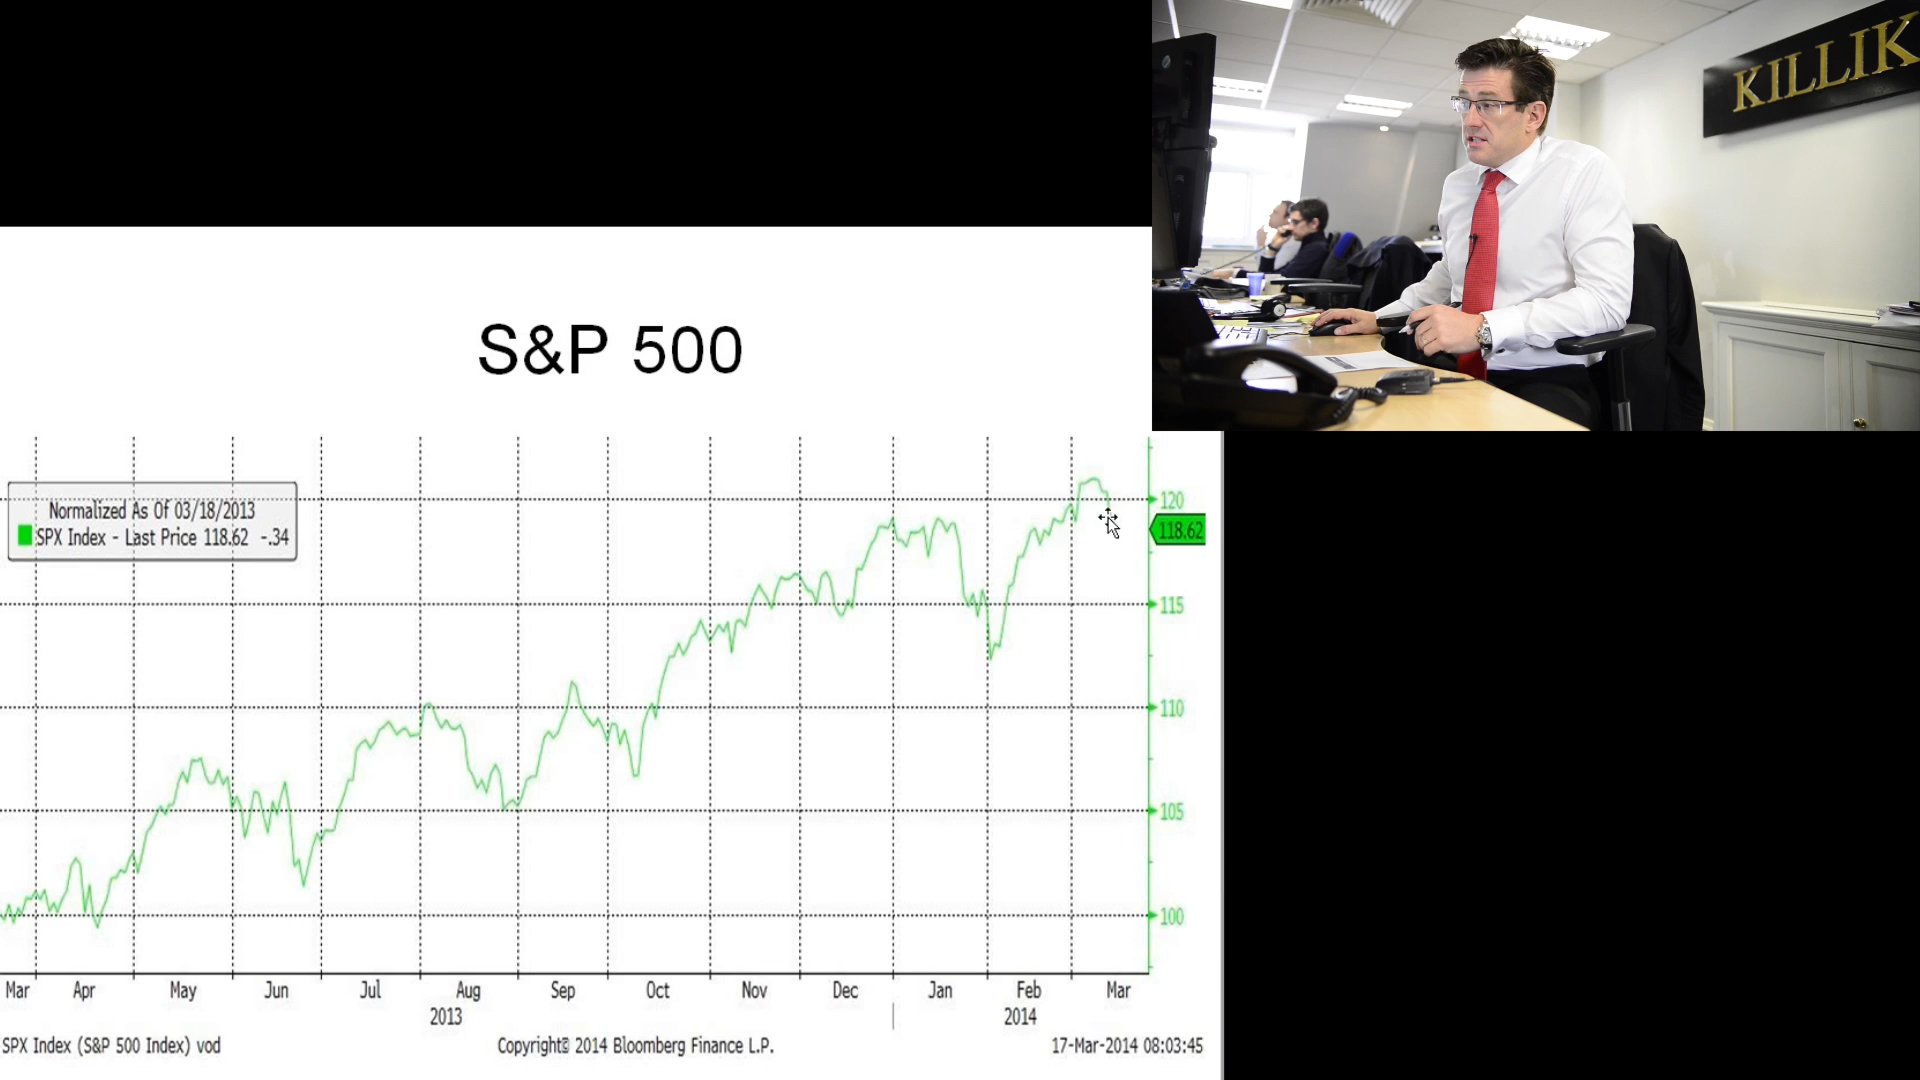 KILLIK
S&P 500
Normalized As Of 03/18/2013
SPX Index - Last Price 118.62 -.34
120
118.62
115
110
105
100
Mar Apr May Jun Jul Aug Sep Oct Nov Dec Jan Feb Mar
2013 2014
SPX Index (S&P 500 Index) vod Copyright© 2014 Bloomberg Finance L.P. 17-Mar-2014 08:03:45